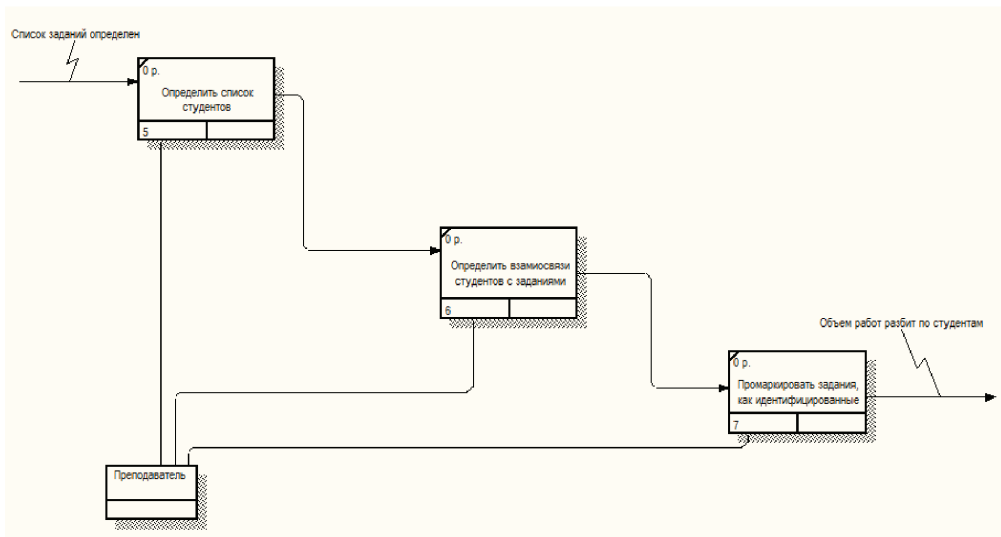 Список заданий определен
0 р.
Определить список
студентов
5
0 р.
Определить взамиосвязи
студентов с заданиями
6
Объем работ разбит по студентам
0 р.
Промаркировать задания,
как идентифицированные
7
Преподаватель